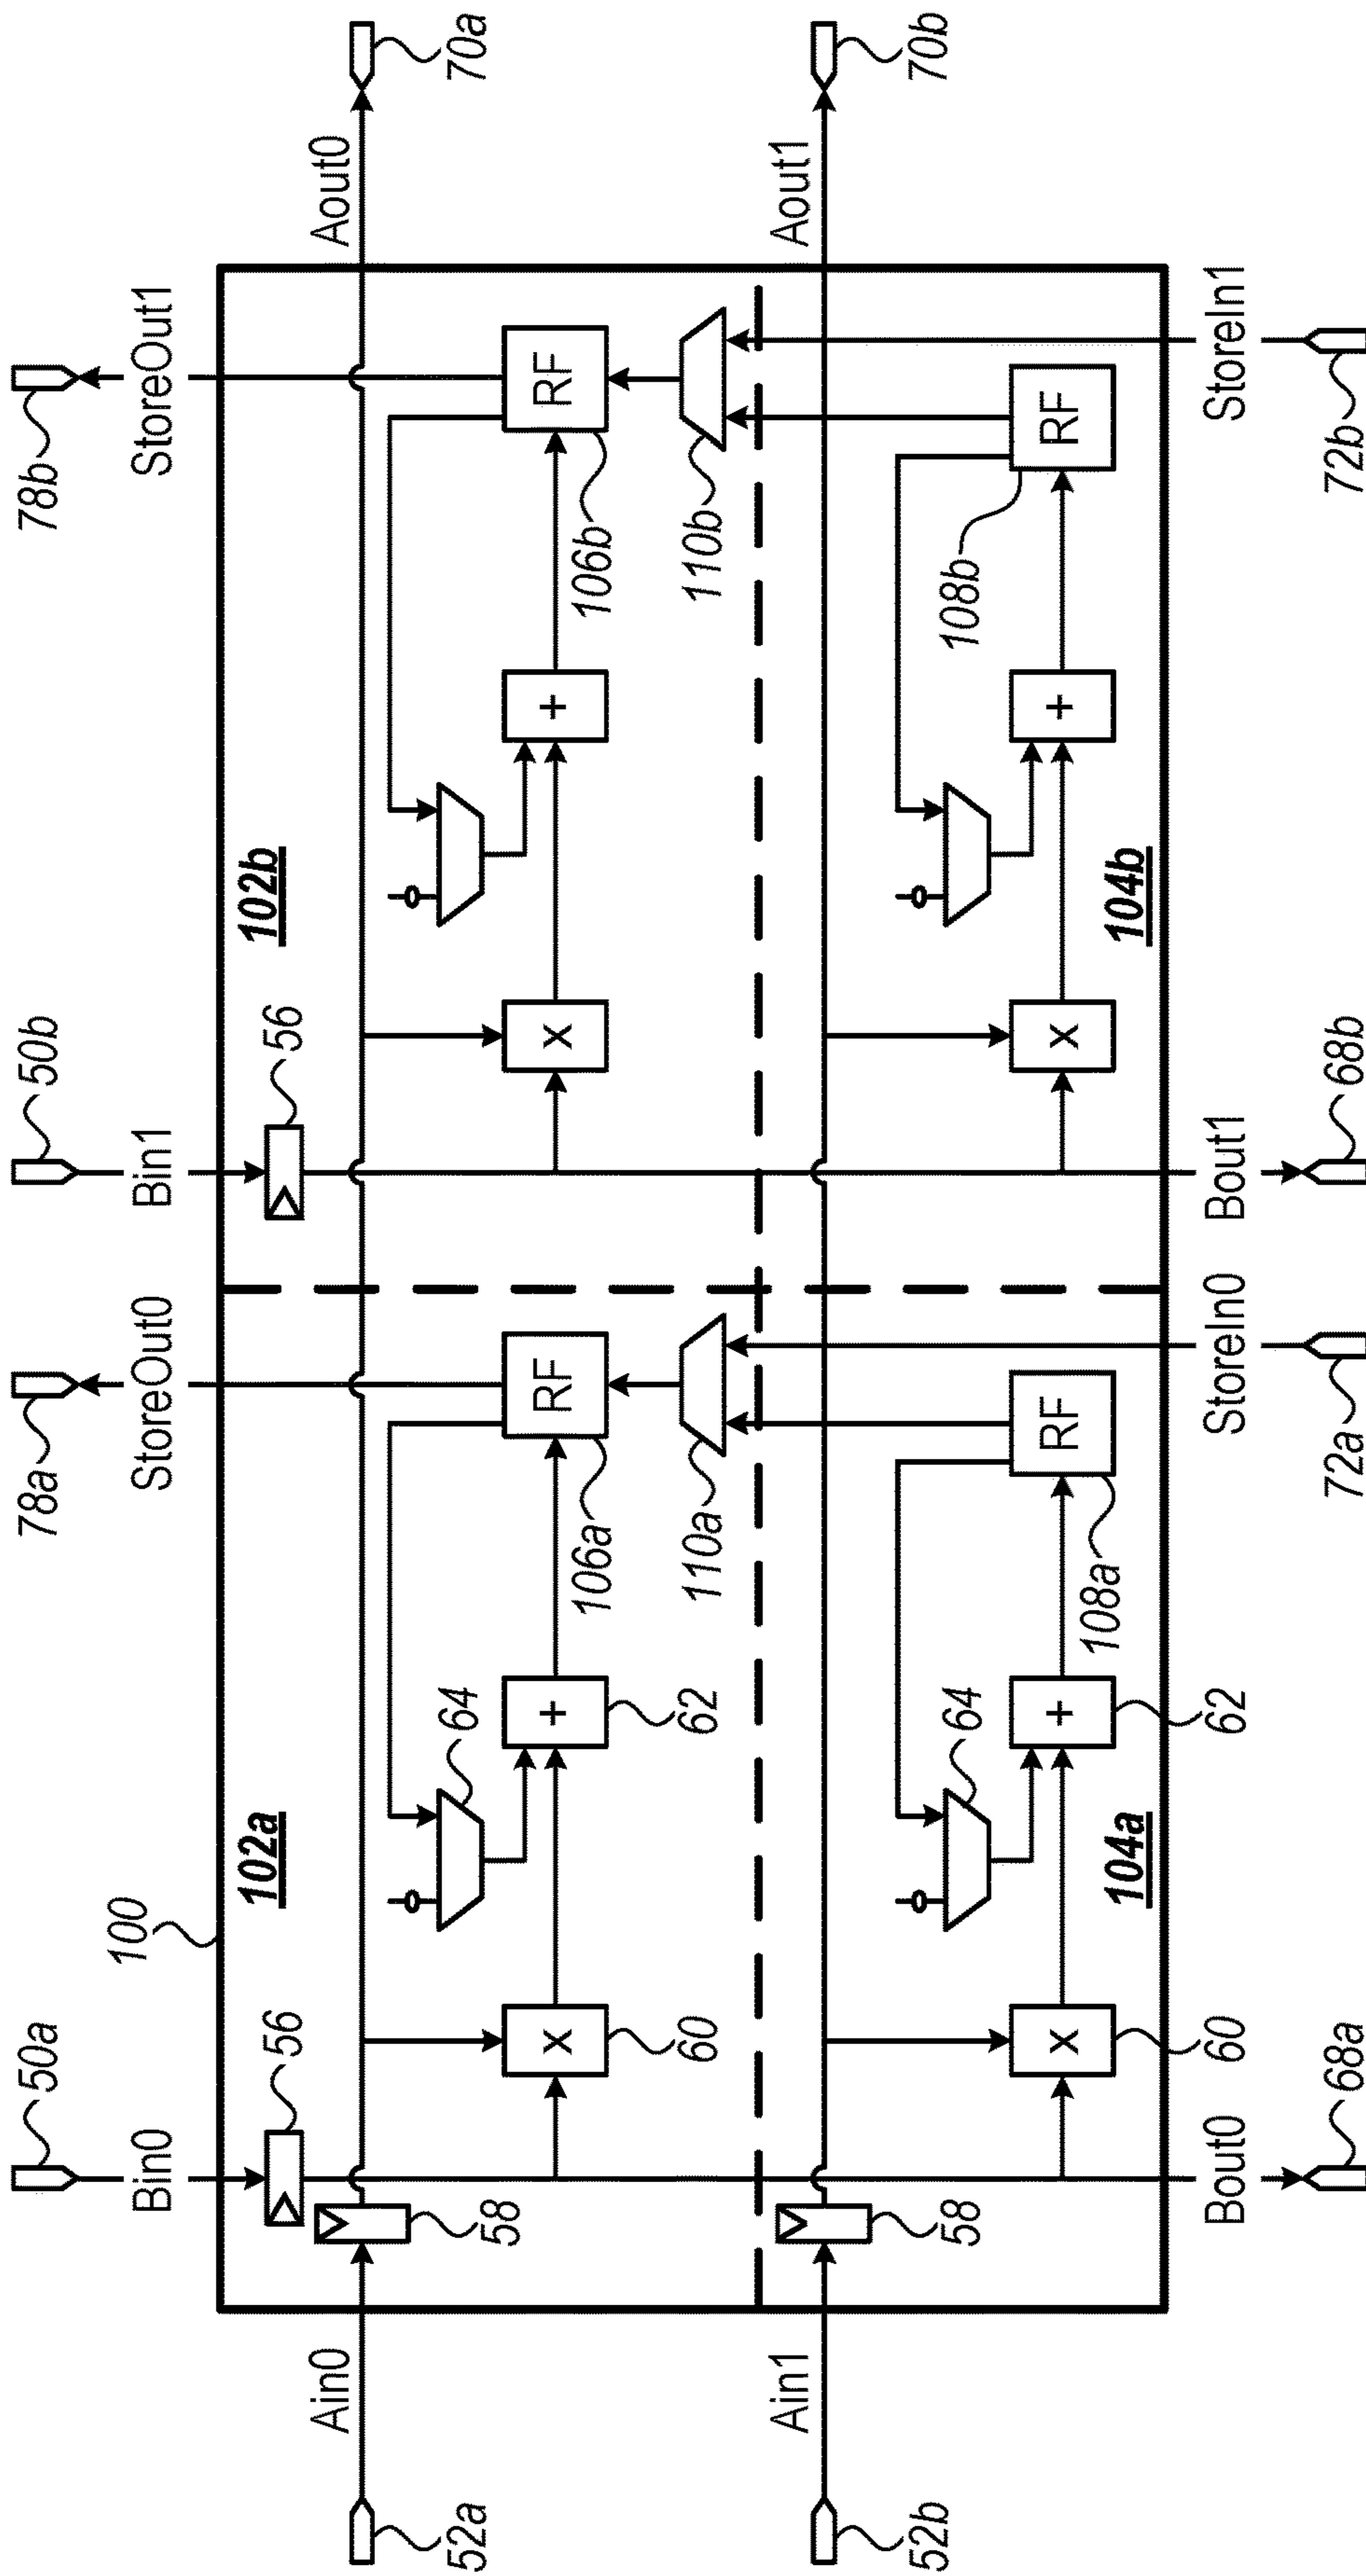 50a
78a
50b
78b
100
Bin0
StoreOut0
Bin1
StoreOut1
102a
56
102b
56
Ain0
Aout0
52a
64
70a
58
X
+
RF
X
+
RF
106a
106b
60
62
110a
110b
Ain1
Aout1
52b
58
64
108b
70b
X
+
RF
X
+
RF
108a
104a
104b
60
62
Bout0
StoreIn0
Bout1
StoreIn1
68a
72a
68b
72b